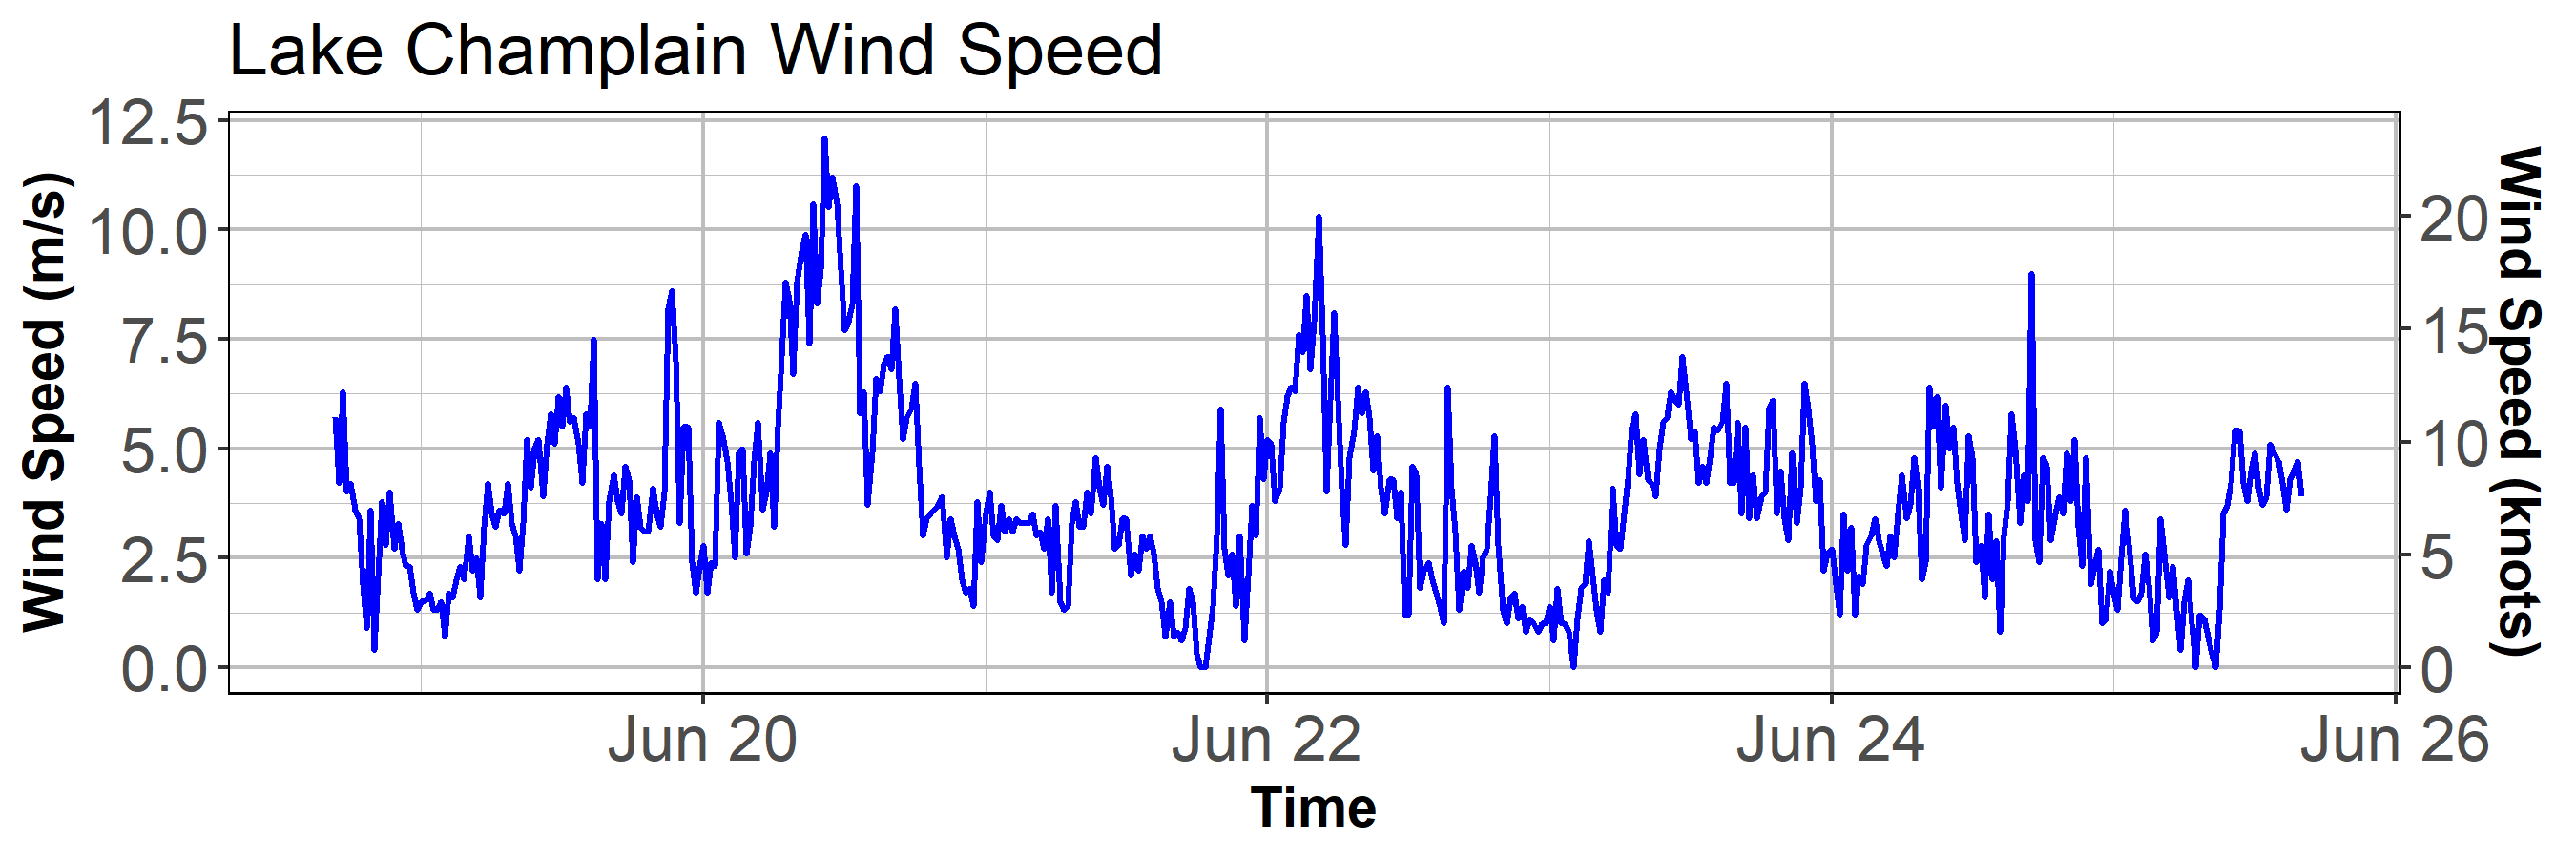 Lake Champlain Wind Speed
Wind Speed (m/s)
12.5
10.0
7.5
5.0
2.5
0.0
20
15
10
5
0
Wind Speed (knots)
Jun 20
Jun 22
Jun 24
Jun 26
Time